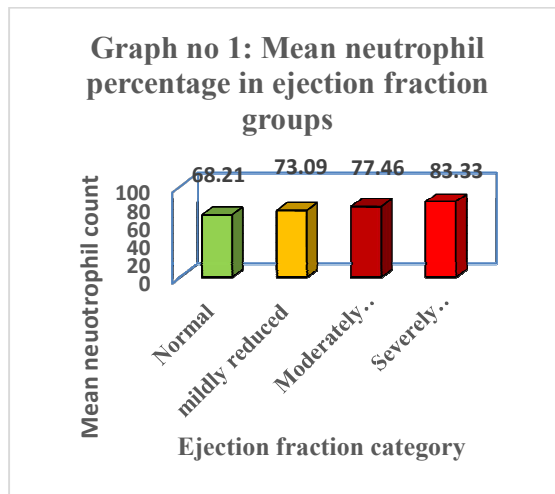 Graph no 1: Mean neutrophil
percentage in ejection fraction
groups
68.21 73.09 77.46 83.33
100
80
60
40
20
0
Mean neuotrophil count
Normal
mildly reduced
Moderately..
Severely..
Ejection fraction category